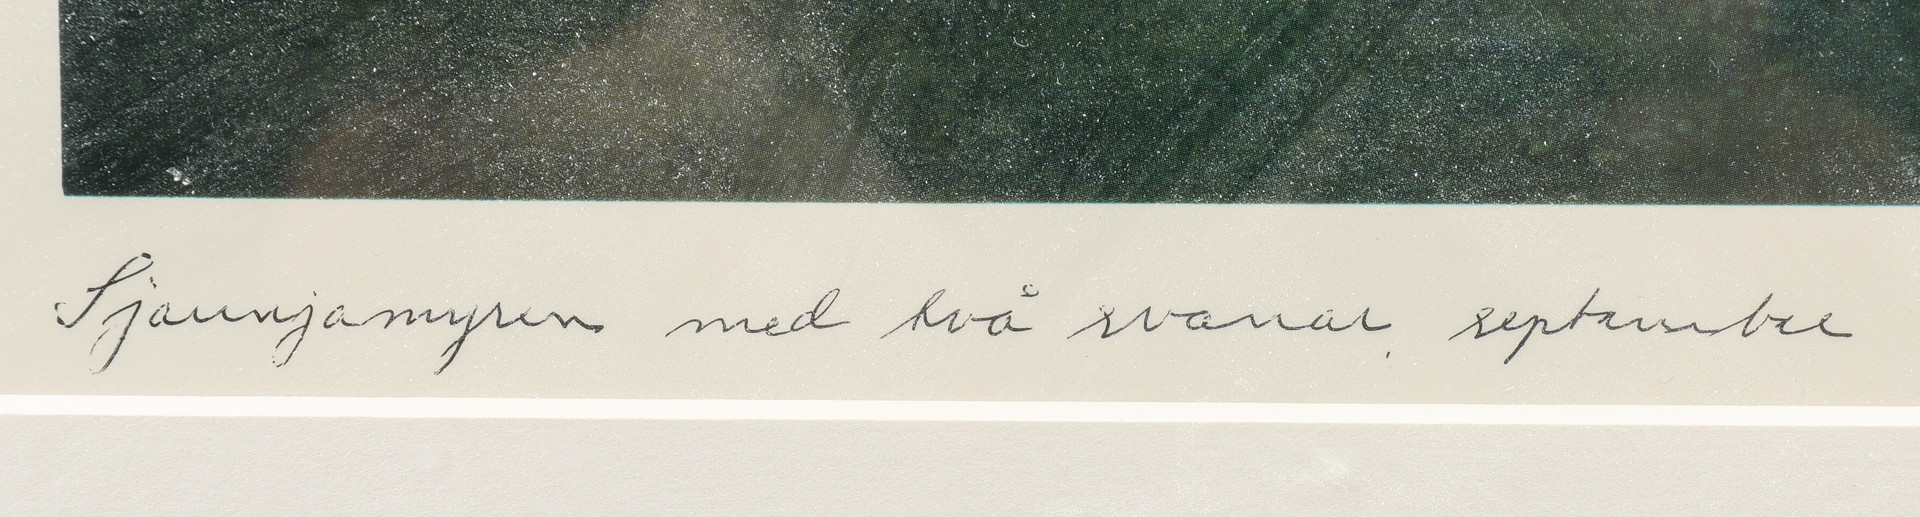 Sjaunjamyren med två svanar, september